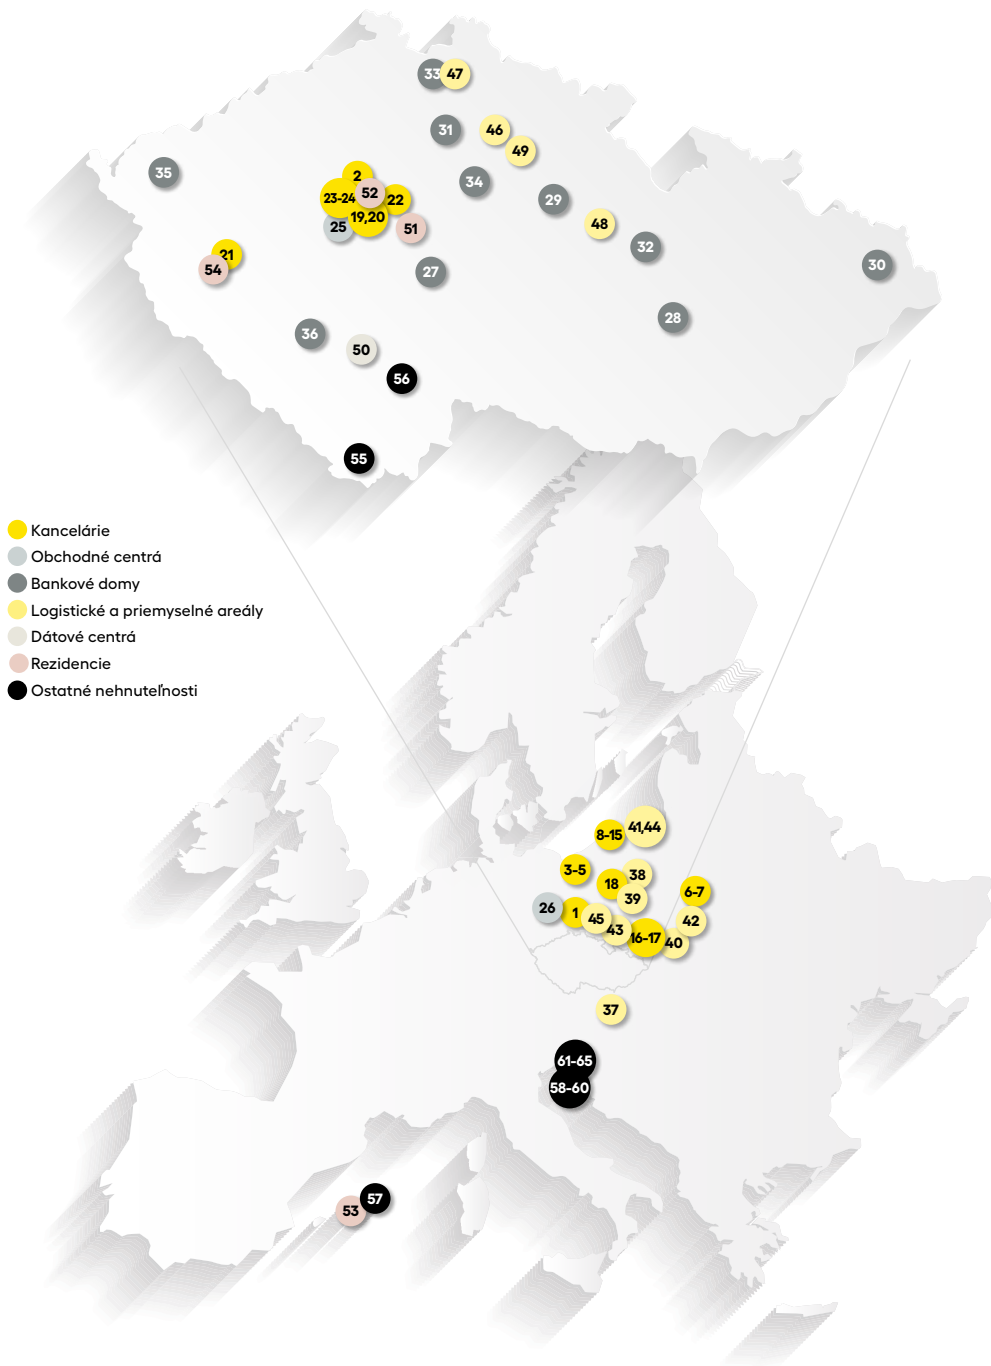 33 47
31 46
49
35 2 34
23-24 52 22 29
19,20
25 51 48
21 32
54 27 30
28
36
50
56
55
Kancelárie
Obchodné centrá
Bankové domy
Logistické a priemyselné areály
Dátové centrá
Rezidencie
Ostatné nehnuteľnosti
8-15 41,44
3-5 38
18 6-7
39
26 1 45 42
43 16-17 40
37
61-65
58-60
57
53